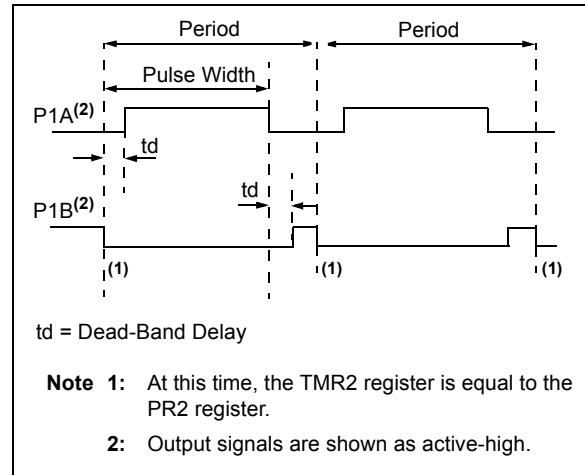 Period Period
Pulse Width
P1A(2)
td
td
P1B(2)
(1) (1) (1)
td = Dead-Band Delay
Note 1: At this time, the TMR2 register is equal to the
PR2 register.
2: Output signals are shown as active-high.